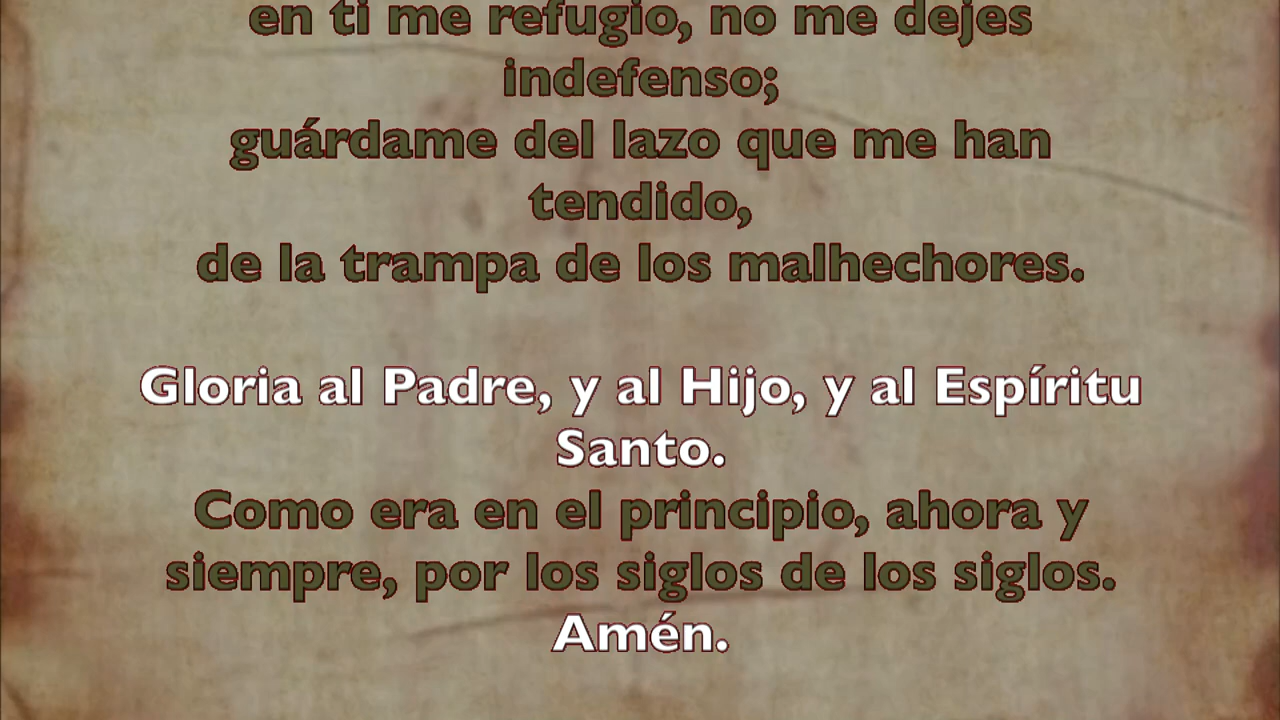 en ti me refugio, no me dejes
indefenso;
guárdame del lazo que me han
tendido,
de la trampa de los malhechores.
Gloria al Padre, y al Hijo, y al Espíritu
Santo.
Como era en el principio, ahora y
siempre, por los siglos de los siglos.
Amén.